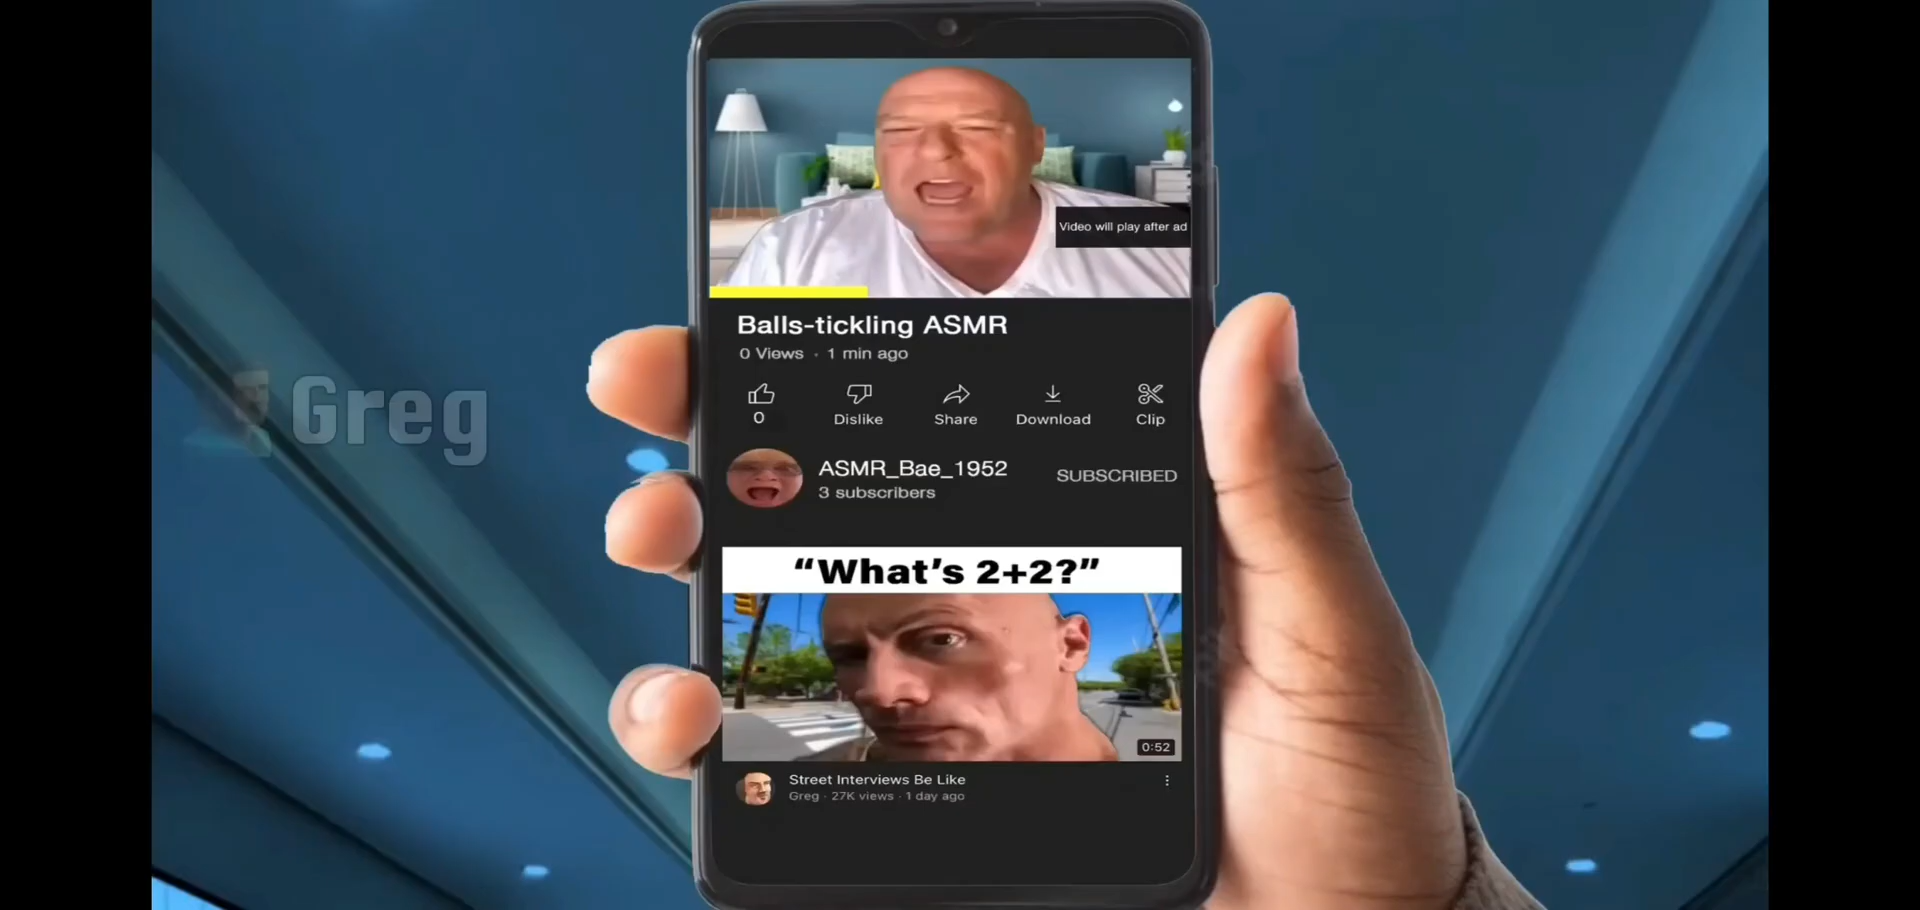 Greg
Video will play after ad
Balls-tickling ASMR
0 Views · 1 min ago
0
Dislike
Share
Download
Clip
ASMR_Bae_1952
3 subscribers
SUBSCRIBED
“What’s 2+2?”
0:52
Street Interviews Be Like
Greg · 27K views · 1 day ago